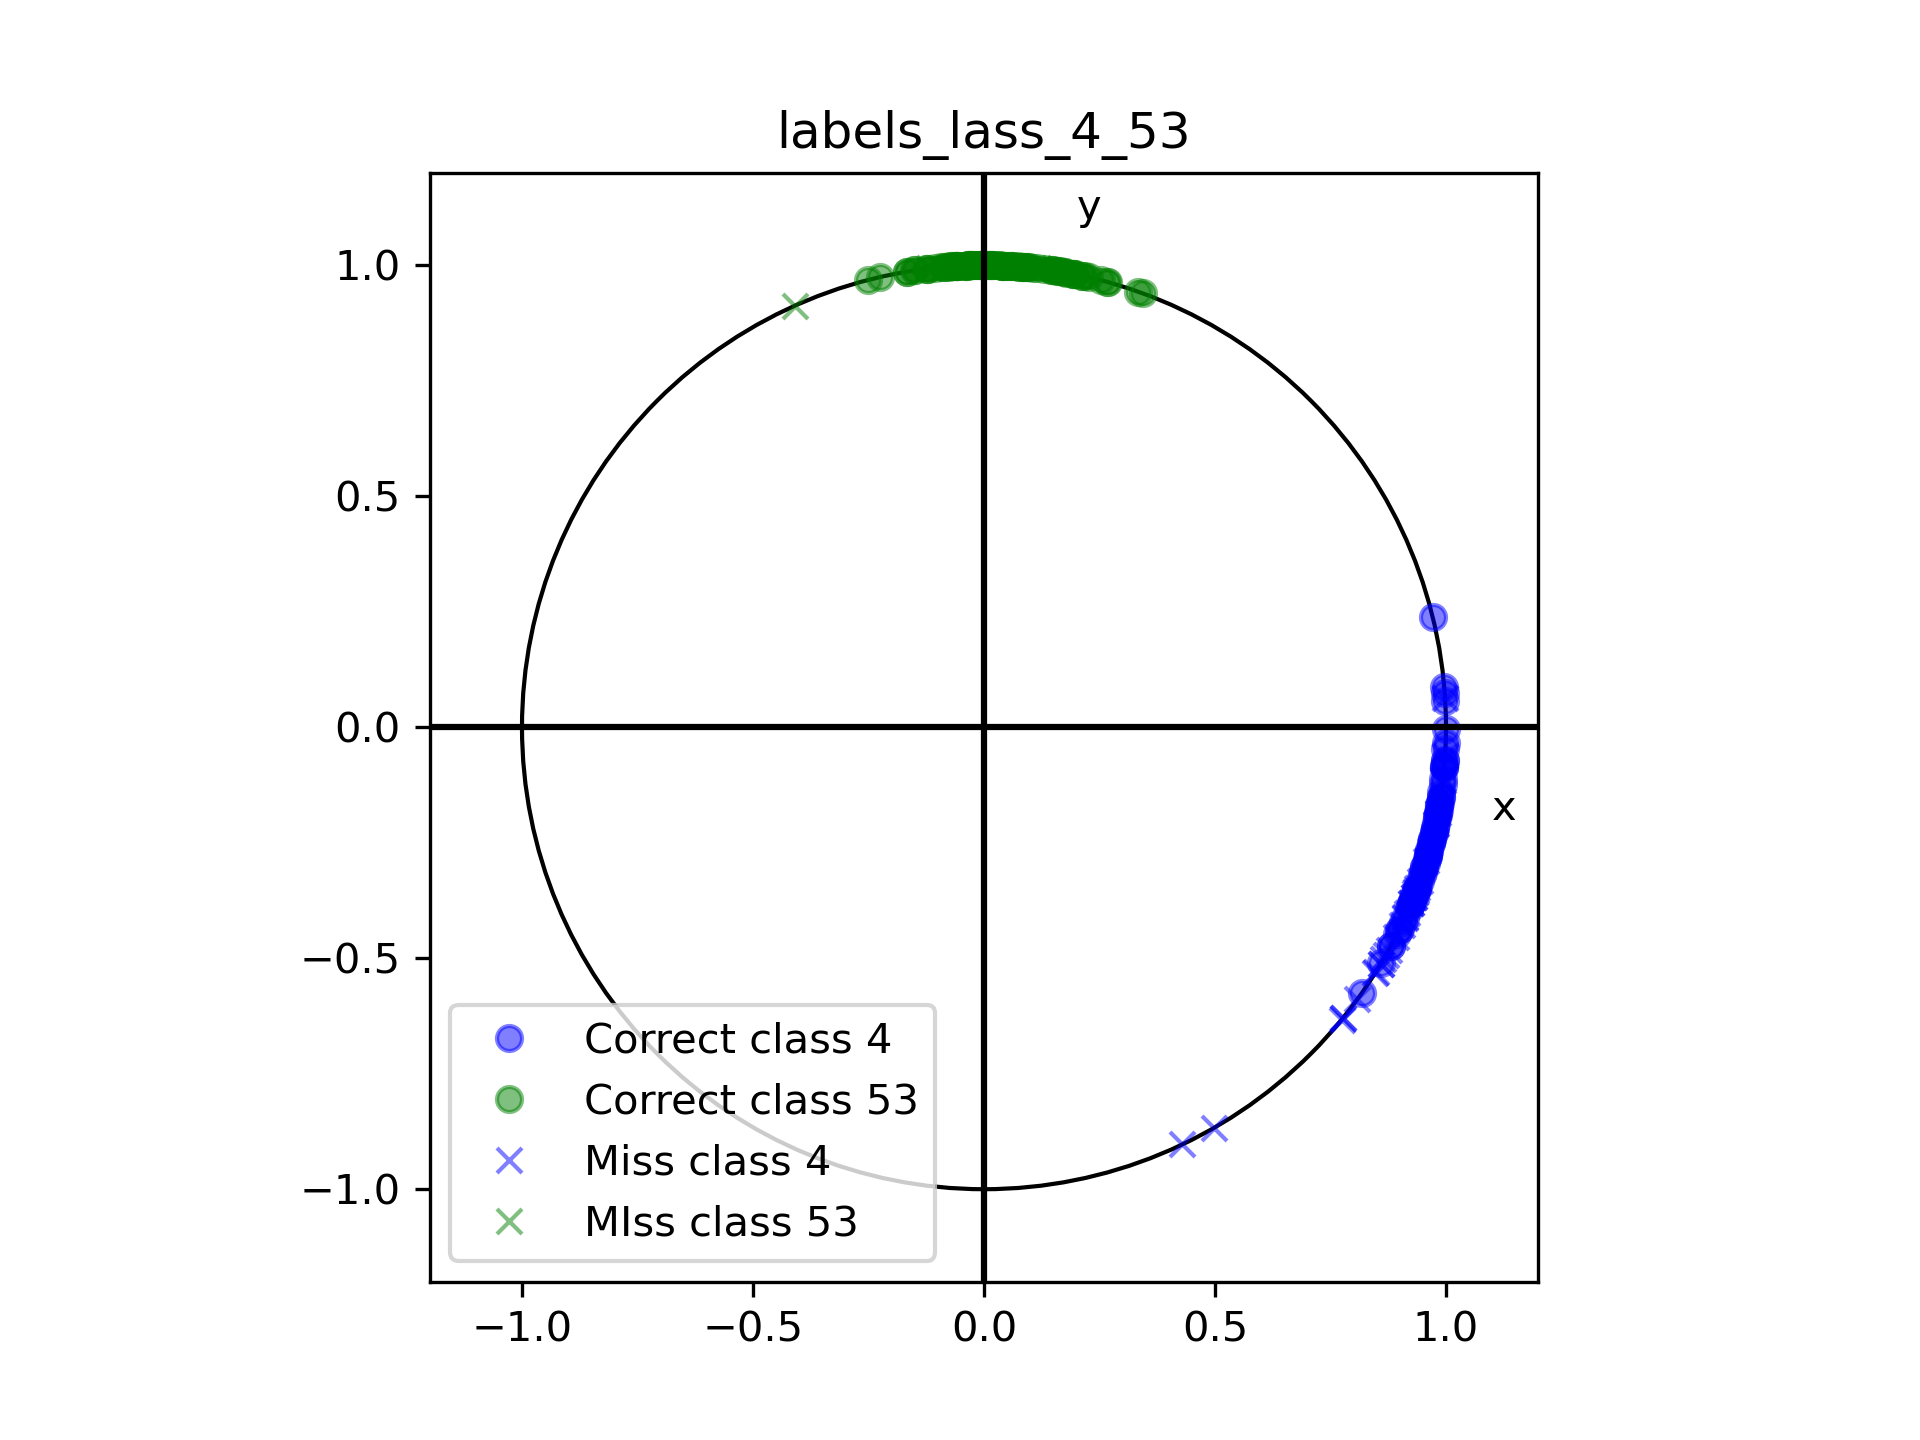 labels_lass_4_53
y
1.0
0.5
0.0
−0.5
−1.0
x
Correct class 4
Correct class 53
Miss class 4
MIss class 53
−1.0 −0.5 0.0 0.5 1.0